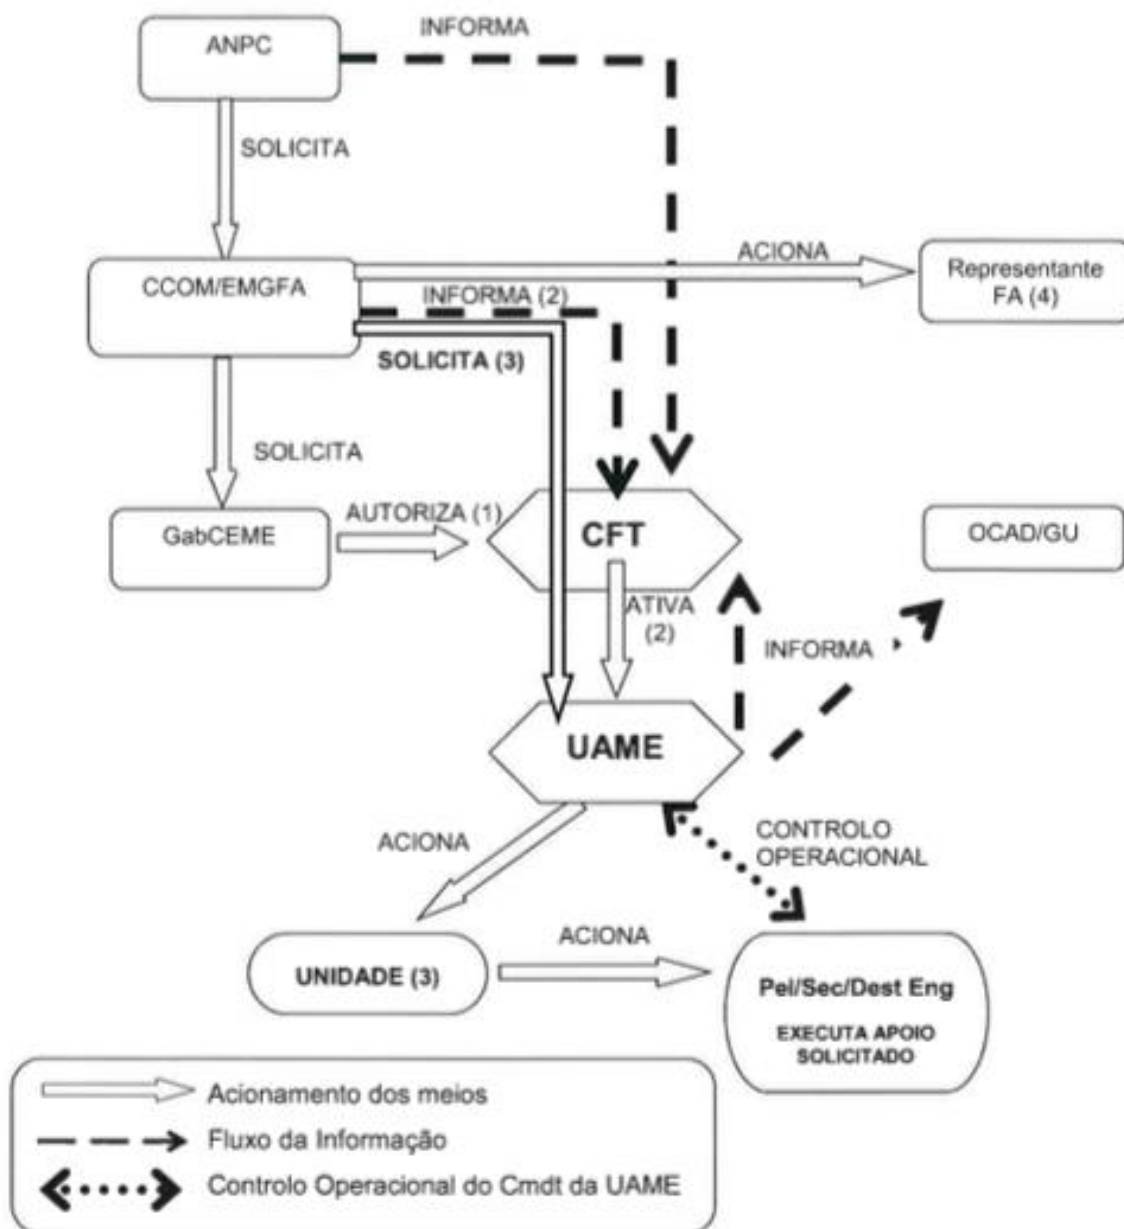 INFORMA
ANPC
SOLICITA
ACIONA
CCOM/EMGFA
Representante
FA (4)
INFORMA (2)
SOLICITA (3)
SOLICITA
AUTORIZA (1)
GabCEME
CFT
OCAD/GU
ATIVA
(2)
INFORMA
UAME
ACIONA
CONTROLO
OPERACIONAL
ACIONA
UNIDADE (3)
Pel/Sec/Dest Eng
EXECUTA APOIO
SOLICITADO
Acionamento dos meios
Fluxo da Informação
Controlo Operacional do Cmdt da UAME